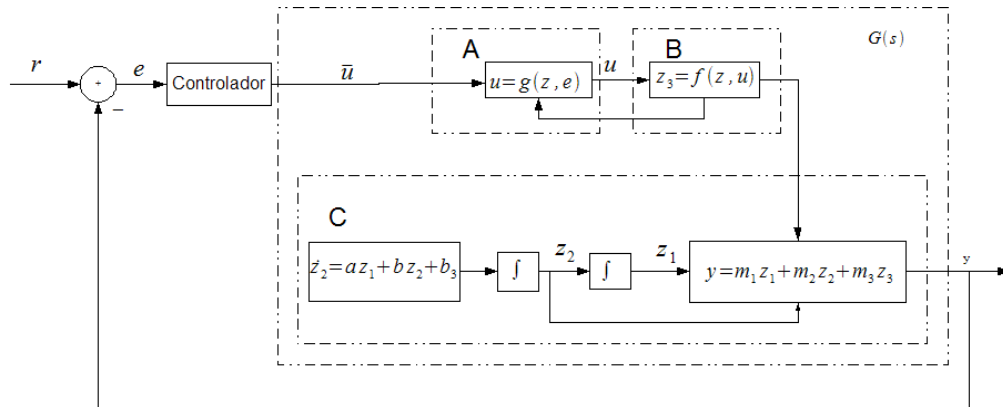 G(s)
A
B
r
+
e
Controlador
ū
u=g(z,e)
u
z₃=f(z,u)
−
C
ż₂=az₁+bz₂+b₃
∫
z₂
∫
z₁
y=m₁z₁+m₂z₂+m₃z₃
y